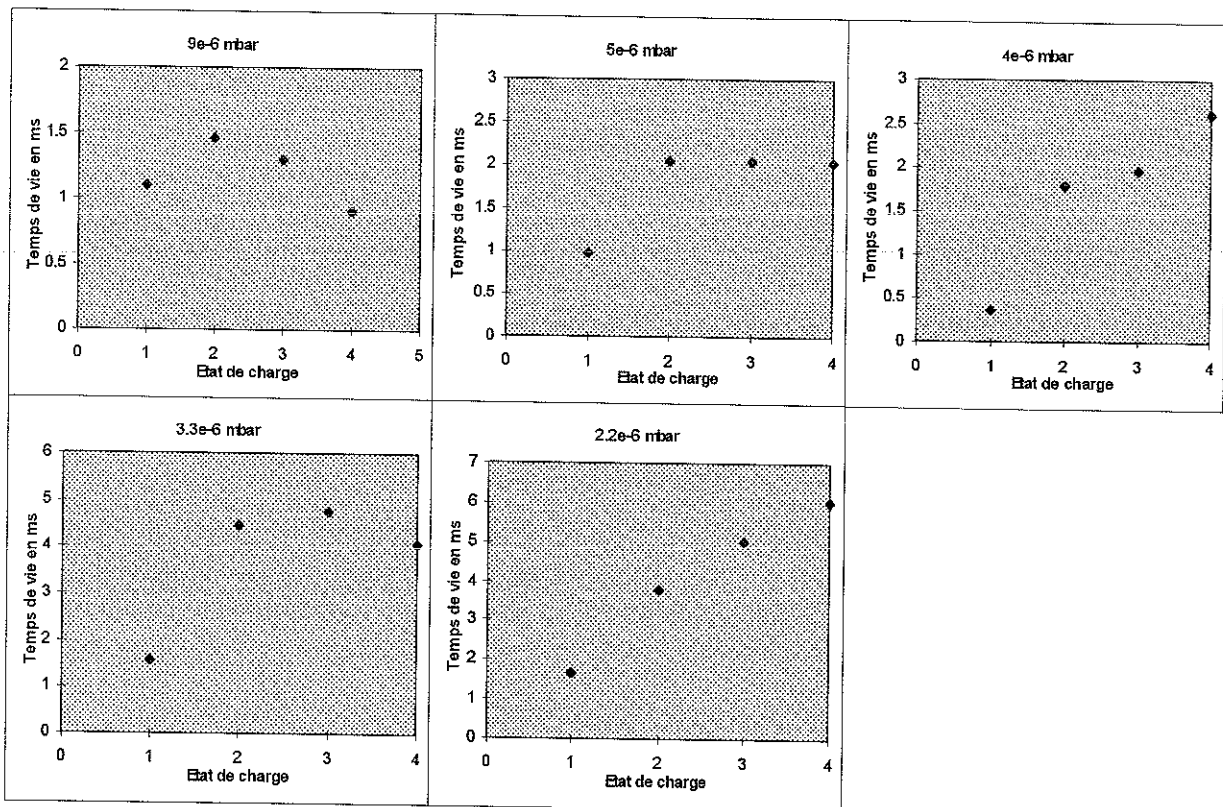 9e-6 mbar
Temps de vie en ms
2
1.5
1
0.5
0
0 1 2 3 4 5
Etat de charge
5e-6 mbar
Temps de vie en ms
3
2.5
2
1.5
1
0.5
0
0 1 2 3 4
Etat de charge
4e-6 mbar
Temps de vie en ms
3
2.5
2
1.5
1
0.5
0
0 1 2 3 4
Etat de charge
3.3e-6 mbar
Temps de vie en ms
6
5
4
3
2
1
0
0 1 2 3 4
Etat de charge
2.2e-6 mbar
Temps de vie en ms
7
6
5
4
3
2
1
0
0 1 2 3 4
Etat de charge